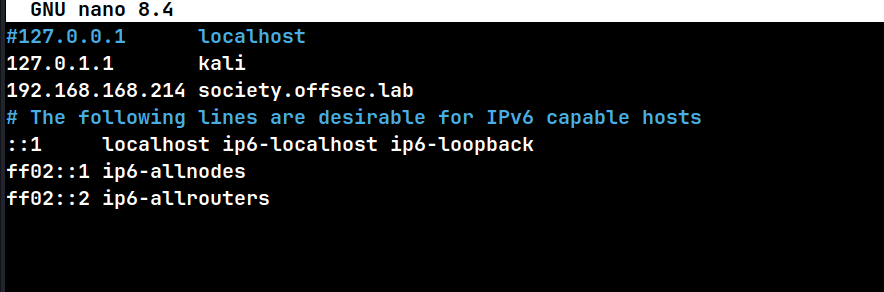 GNU nano 8.4
#127.0.0.1      localhost
127.0.1.1       kali
192.168.168.214 society.offsec.lab
# The following lines are desirable for IPv6 capable hosts
::1     localhost ip6-localhost ip6-loopback
ff02::1 ip6-allnodes
ff02::2 ip6-allrouters